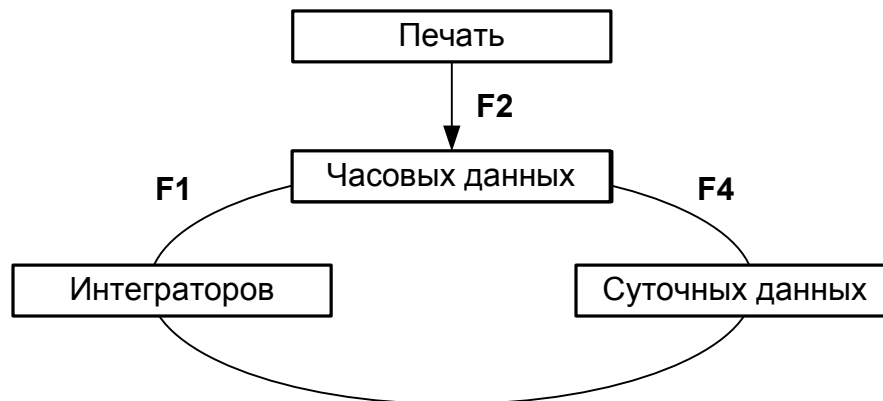 Печать
F2
Часовых данных
F1
F4
Интеграторов
Суточных данных